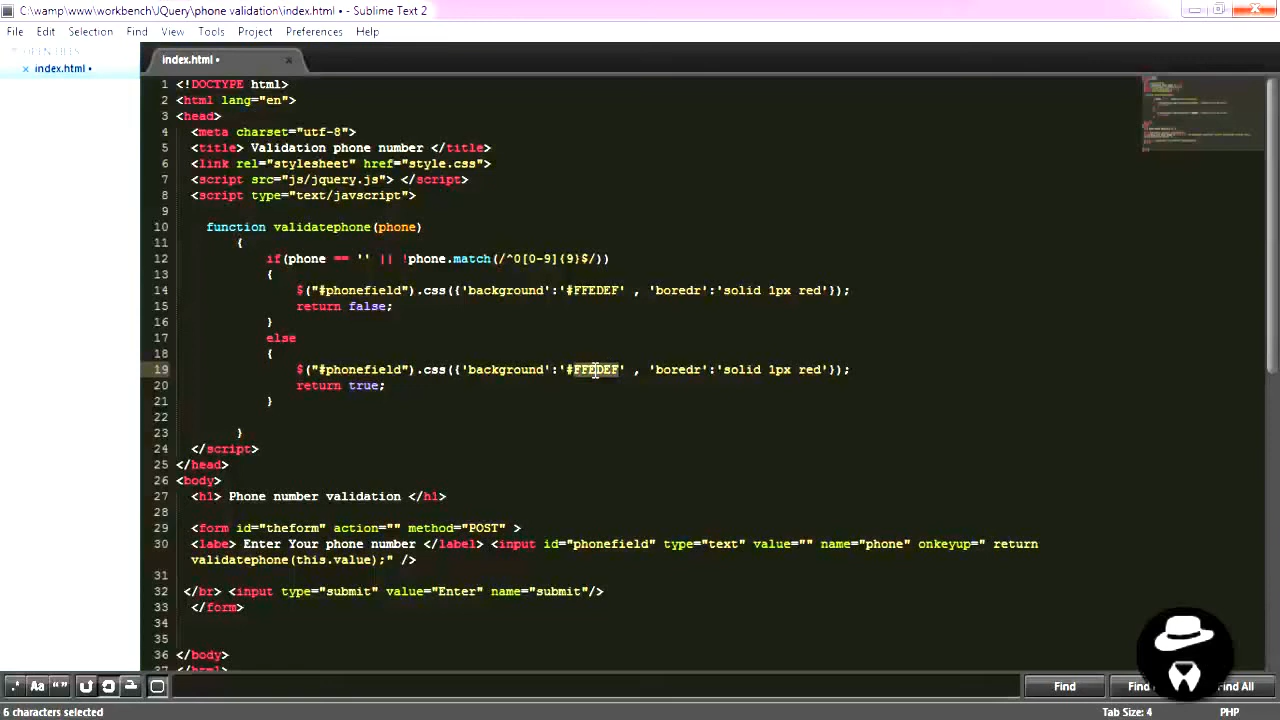 C:\wamp\www\workbench\JQuery\phone validation\index.html • - Sublime Text 2
File Edit Selection Find View Tools Project Preferences Help
OPEN FILES
× index.html •
index.html • ×
1 <!DOCTYPE html>
2 <html lang="en">
3 <head>
4 <meta charset="utf-8">
5 <title> Validation phone number </title>
6 <link rel="stylesheet" href="style.css">
7 <script src="js/jquery.js"> </script>
8 <script type="text/javscript">
9
10 function validatephone(phone)
11 {
12 if(phone == '' || !phone.match(/^0[0-9]{9}$/))
13 {
14 $("#phonefield").css({'background':'#FFEDEF' , 'boredr':'solid 1px red'});
15 return false;
16 }
17 else
18 {
19 $("#phonefield").css({'background':'#FFEDEF' , 'boredr':'solid 1px red'});
20 return true;
21 }
22
23 }
24 </script>
25 </head>
26 <body>
27 <h1> Phone number validation </h1>
28
29 <form id="theform" action="" method="POST" >
30 <labe> Enter Your phone number </label> <input id="phonefield" type="text" value="" name="phone" onkeyup=" return
validatephone(this.value);" />
31
32 </br> <input type="submit" value="Enter" name="submit"/>
33 </form>
34
35
36 </body>
37 </html>
.* Aa “ ” Find Find All
6 characters selected Tab Size: 4 PHP